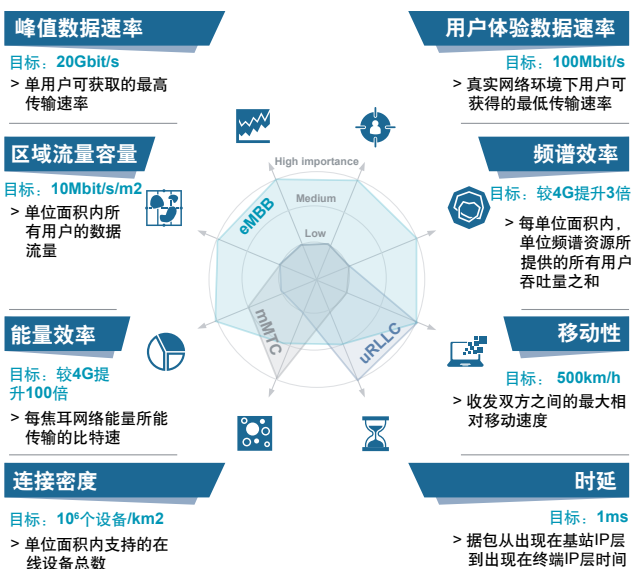 峰值数据速率
目标：20Gbit/s
> 单用户可获取的最高
传输速率
区域流量容量
目标：10Mbit/s/m2
> 单位面积内所
有用户的数据
流量
能量效率
目标：较4G提
升100倍
> 每焦耳网络能量所能
传输的比特速
连接密度
目标：10⁶个设备/km2
> 单位面积内支持的在
线设备总数
High importance
Medium
Low
eMBB
mMTC
uRLLC
用户体验数据速率
目标：100Mbit/s
> 真实网络环境下用户可
获得的最低传输速率
频谱效率
目标：较4G提升3倍
> 每单位面积内，
单位频谱资源所
提供的所有用户
吞吐量之和
移动性
目标： 500km/h
> 收发双方之间的最大相
对移动速度
时延
目标：1ms
> 据包从出现在基站IP层
到出现在终端IP层时间